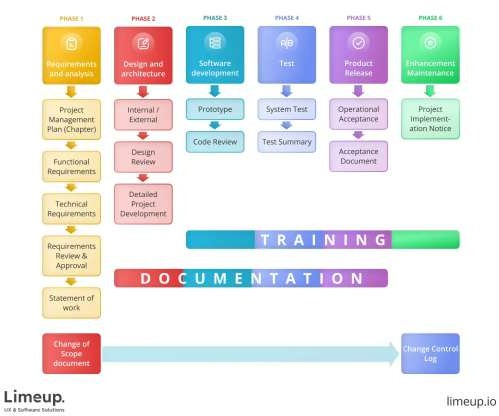 PHASE 1
PHASE 2
PHASE 3
PHASE 4
PHASE 5
PHASE 6
Requirements
and analysis
Design and
architecture
Software
development
Test
Product
Release
Enhancement
Maintenance
Project
Management
Plan (Chapter)
Internal /
External
Prototype
System Test
Operational
Acceptance
Project
Implement-
ation Notice
Functional
Requirements
Design
Review
Code Review
Test Summary
Acceptance
Document
Technical
Requirements
Detailed
Project
Development
Requirements
Review &
Approval
Statement of
work
TRAINING
DOCUMENTATION
Change of
Scope
document
Change Control
Log
Limeup.
UX & Software Solutions
limeup.io